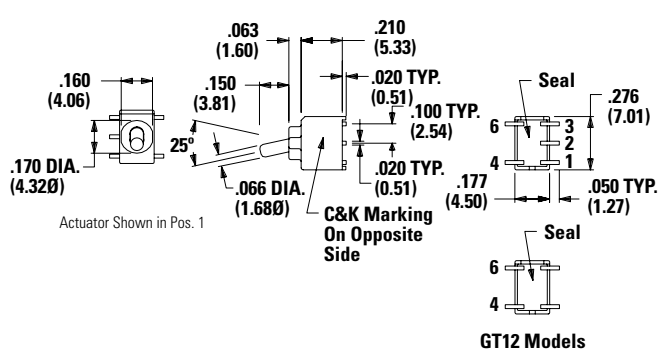 .063
(1.60)
.210
(5.33)
.160
(4.06)
.150
(3.81)
.020 TYP.
(0.51)
.100 TYP.
(2.54)
25°
.170 DIA.
(4.32Ø)
.066 DIA.
(1.68Ø)
.020 TYP.
(0.51)
Actuator Shown in Pos. 1
C&K Marking
On Opposite
Side
Seal
.276
(7.01)
6
3
2
4
1
.177
(4.50)
.050 TYP.
(1.27)
Seal
6
4
GT12 Models